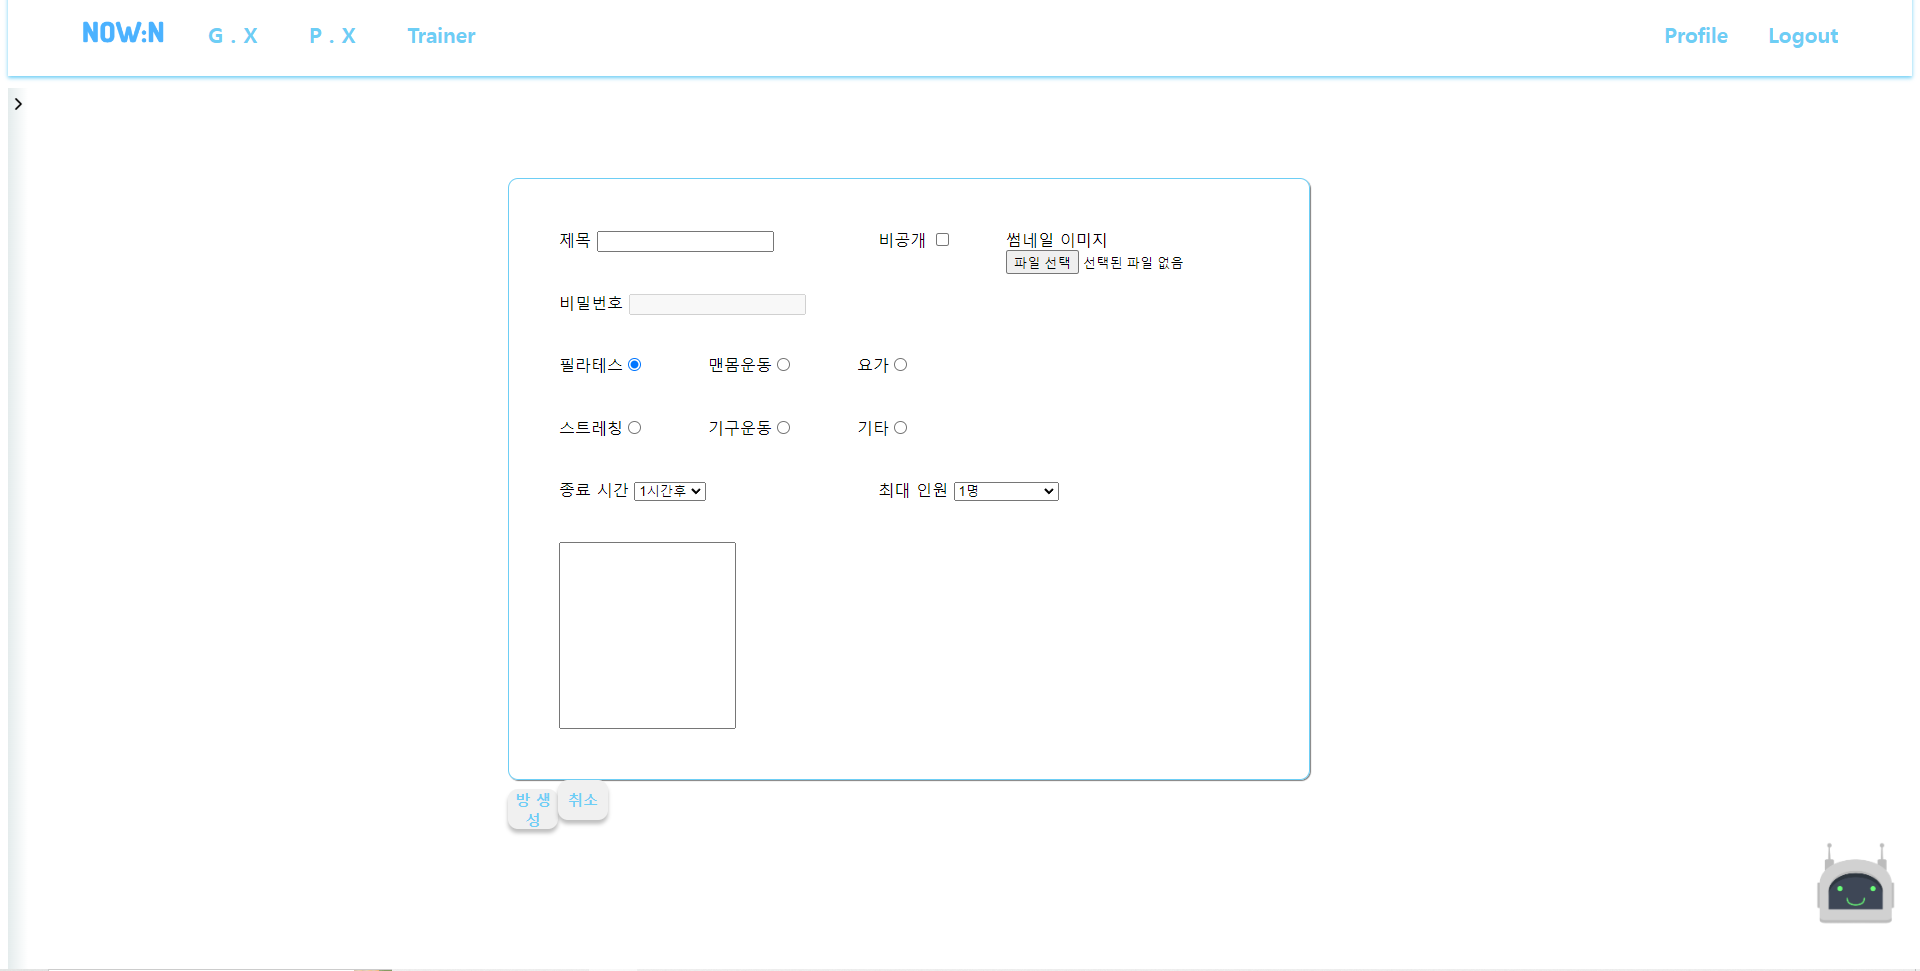 NOW:N G . X P . X Trainer Profile Logout
제목 비공개 썸네일 이미지
파일 선택 선택된 파일 없음
비밀번호
필라테스 맨몸운동 요가
스트레칭 기구운동 기타
종료 시간 1시간후 최대 인원 1명
방 생
성
취소